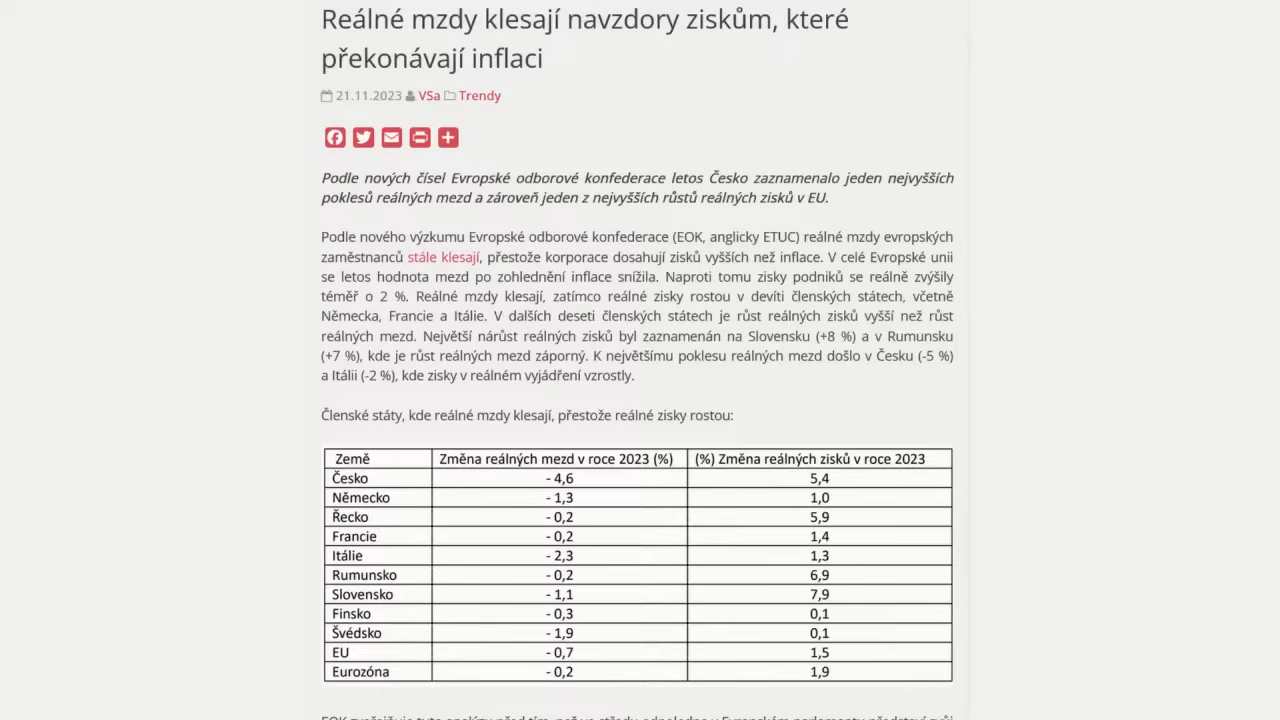 Reálné mzdy klesají navzdory ziskům, které
překonávají inflaci
21.11.2023 VSa Trendy
Podle nových čísel Evropské odborové konfederace letos Česko zaznamenalo jeden nejvyšších
poklesů reálných mezd a zároveň jeden z nejvyšších růstů reálných zisků v EU.
Podle nového výzkumu Evropské odborové konfederace (EOK, anglicky ETUC) reálné mzdy evropských
zaměstnanců stále klesají, přestože korporace dosahují zisků vyšších než inflace. V celé Evropské unii
se letos hodnota mezd po zohlednění inflace snížila. Naproti tomu zisky podniků se reálně zvýšily
téměř o 2 %. Reálné mzdy klesají, zatímco reálné zisky rostou v devíti členských státech, včetně
Německa, Francie a Itálie. V dalších deseti členských státech je růst reálných zisků vyšší než růst
reálných mezd. Největší nárůst reálných zisků byl zaznamenán na Slovensku (+8 %) a v Rumunsku
(+7 %), kde je růst reálných mezd záporný. K největšímu poklesu reálných mezd došlo v Česku (-5 %)
a Itálii (-2 %), kde zisky v reálném vyjádření vzrostly.
Členské státy, kde reálné mzdy klesají, přestože reálné zisky rostou:
Země Změna reálných mezd v roce 2023 (%) (%) Změna reálných zisků v roce 2023
Česko - 4,6 5,4
Německo - 1,3 1,0
Řecko - 0,2 5,9
Francie - 0,2 1,4
Itálie - 2,3 1,3
Rumunsko - 0,2 6,9
Slovensko - 1,1 7,9
Finsko - 0,3 0,1
Švédsko - 1,9 0,1
EU - 0,7 1,5
Eurozóna - 0,2 1,9